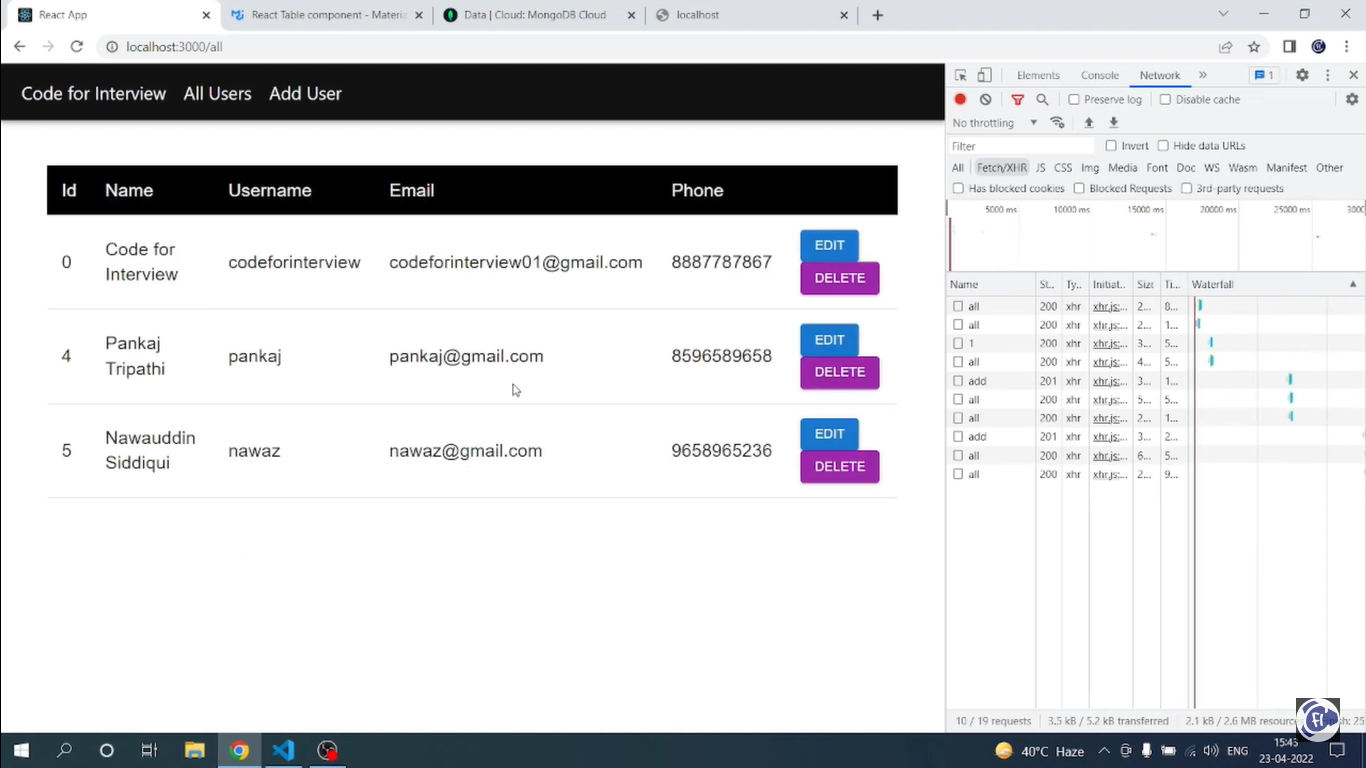 React App
React Table component - Materia
Data | Cloud: MongoDB Cloud
localhost
localhost:3000/all
Code for Interview All Users Add User
Elements Console Network 1
Preserve log Disable cache
No throttling
Filter Invert Hide data URLs
All Fetch/XHR JS CSS Img Media Font Doc WS Wasm Manifest Other
Has blocked cookies Blocked Requests 3rd-party requests
5000 ms 10000 ms 15000 ms 20000 ms 25000 ms 3000
Id Name Username Email Phone
0 Code for Interview codeforinterview codeforinterview01@gmail.com 8887787867 EDIT DELETE
4 Pankaj Tripathi pankaj pankaj@gmail.com 8596589658 EDIT DELETE
5 Nawauddin Siddiqui nawaz nawaz@gmail.com 9658965236 EDIT DELETE
Name St.. Ty.. Initiat.. Siz Ti... Waterfall
all 200 xhr xhr.js:... 2... 8...
all 200 xhr xhr.js:... 2... 1...
1 200 xhr xhr.js:... 3... 5...
all 200 xhr xhr.js:... 4... 5...
add 201 xhr xhr.js:... 3... 1...
all 200 xhr xhr.js:... 5... 5...
all 200 xhr xhr.js:... 2... 1...
add 201 xhr xhr.js:... 3... 2...
all 200 xhr xhr.js:... 6... 5...
all 200 xhr xhr.js:... 2... 9...
10 / 19 requests 3.5 kB / 5.2 kB transferred 2.1 kB / 2.6 MB resourc
40°C Haze ENG 15:43
23-04-2022